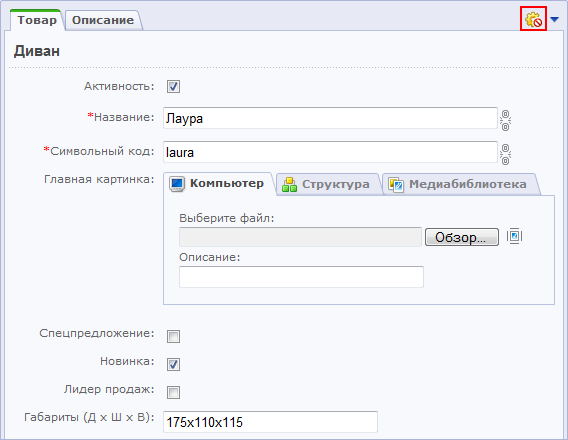 Товар Описание
Диван
Активность:
*Название: Лаура
*Символьный код: laura
Главная картинка: Компьютер Структура Медиабиблиотека
Выберите файл:
Обзор...
Описание:
Спецпредложение:
Новинка:
Лидер продаж:
Габариты (Д х Ш х В): 175x110x115